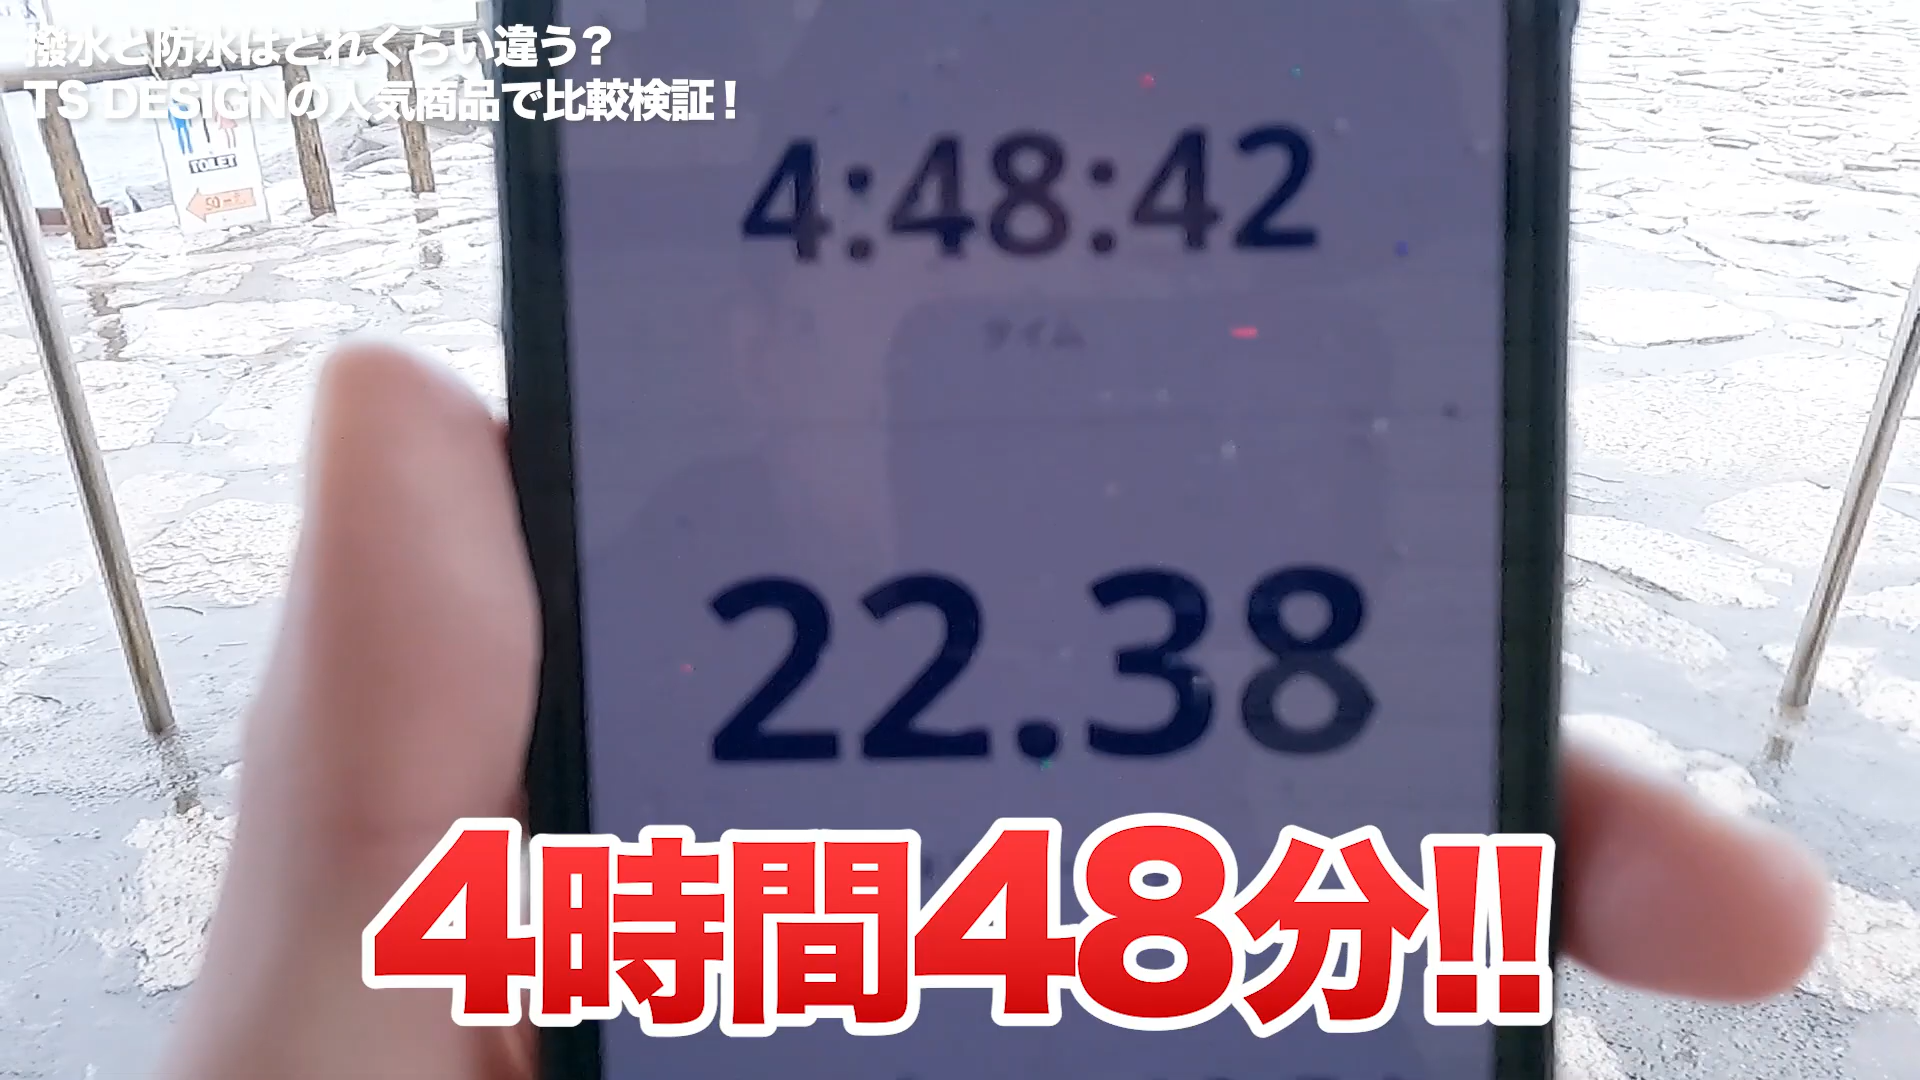 撥水と防水はどれくらい違う?
TS DESIGNの人気商品で比較検証!
TOILET
4:48:42
タイム
22.38
4時間48分!!